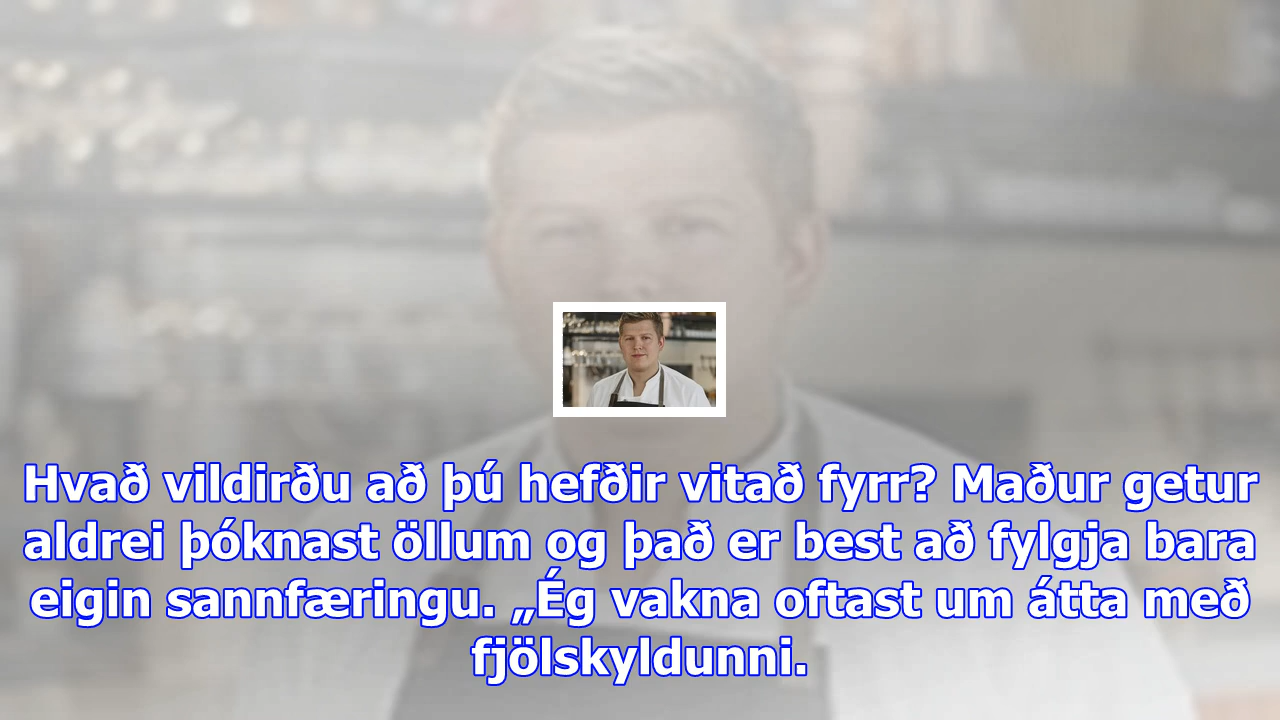 Hvað vildirðu að þú hefðir vitað fyrr? Maður getur
aldrei þóknast öllum og það er best að fylgja bara
eigin sannfæringu. „Ég vakna oftast um átta með
fjölskyldunni.